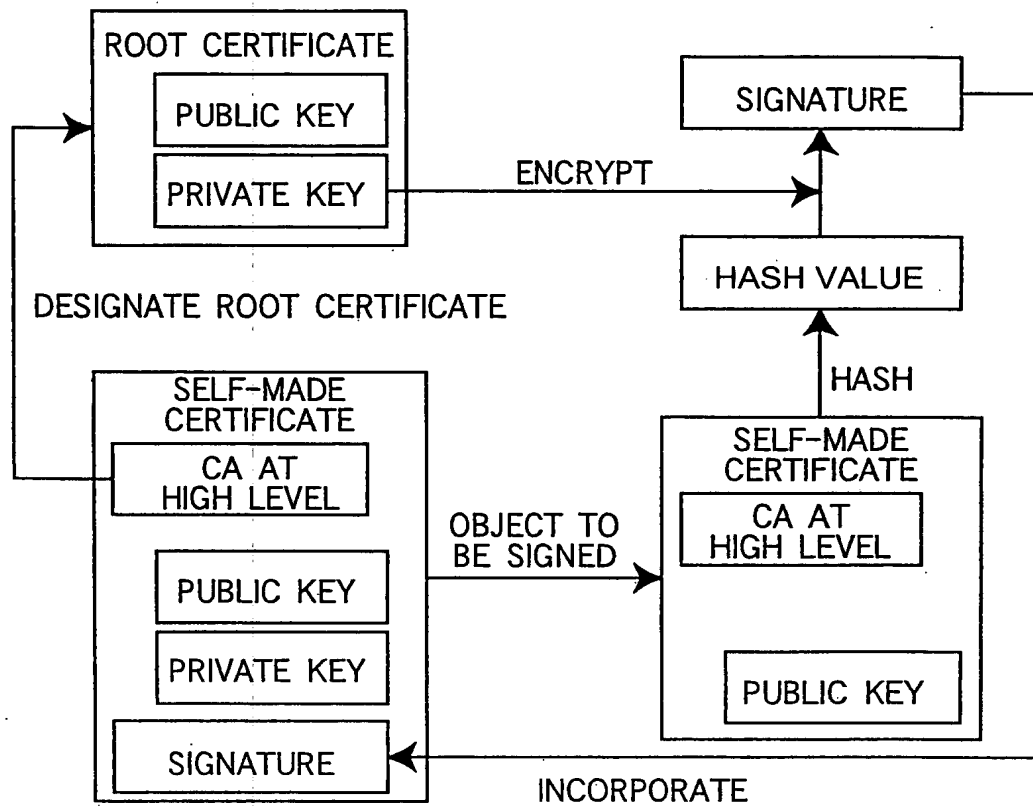 ROOT CERTIFICATE
PUBLIC KEY
PRIVATE KEY
ENCRYPT
SIGNATURE
HASH VALUE
DESIGNATE ROOT CERTIFICATE
HASH
SELF-MADE
CERTIFICATE
CA AT
HIGH LEVEL
PUBLIC KEY
PRIVATE KEY
SIGNATURE
OBJECT TO
BE SIGNED
SELF-MADE
CERTIFICATE
CA AT
HIGH LEVEL
PUBLIC KEY
INCORPORATE